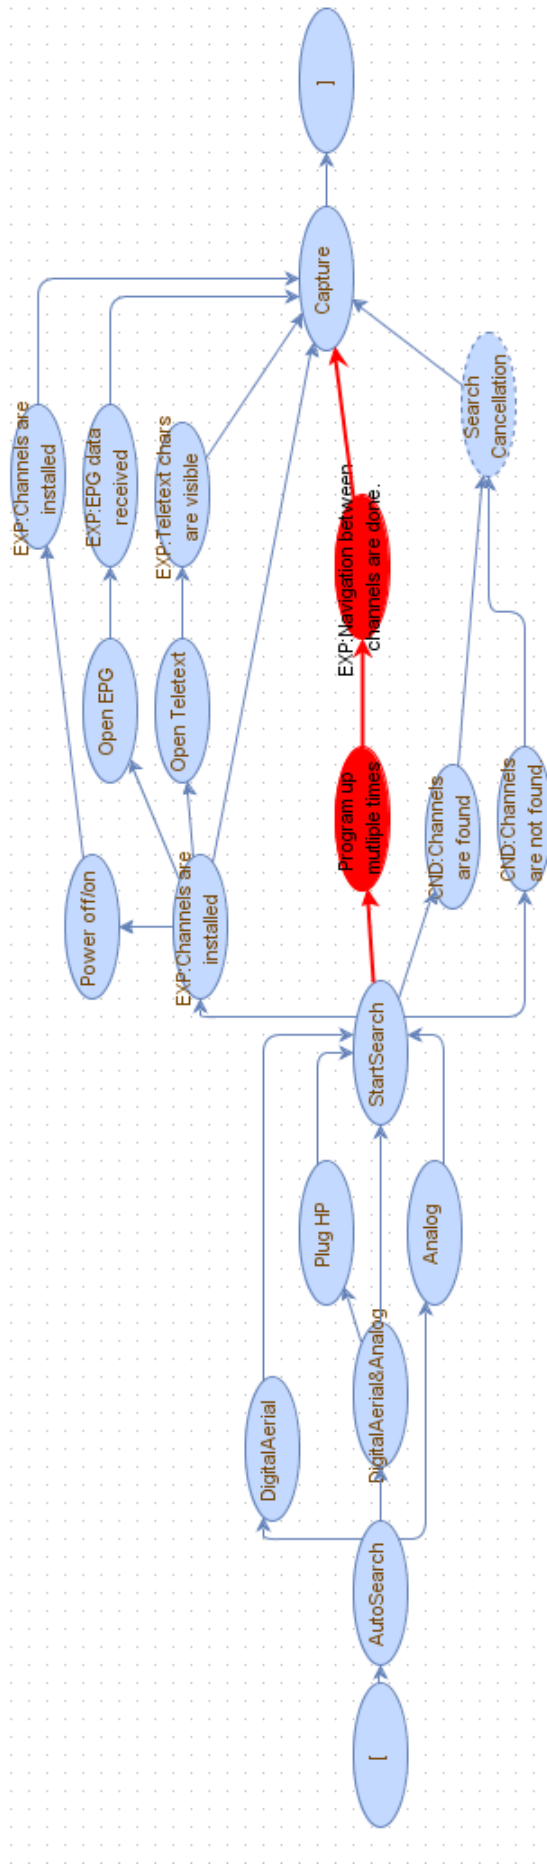 [
AutoSearch
DigitalAerial
DigitalAerial&Analog
Plug HP
Analog
StartSearch
Power off/on
EXP:Channels are
installed
Open EPG
Open Teletext
Program up
mutliple times
CND:Channels
are found
CND:Channels
are not found
EXP:Channels are
installed
EXP:EPG data
received
EXP:Teletext chars
are visible
EXP:Navigation between
channels are done.
Search
Cancellation
Capture
]